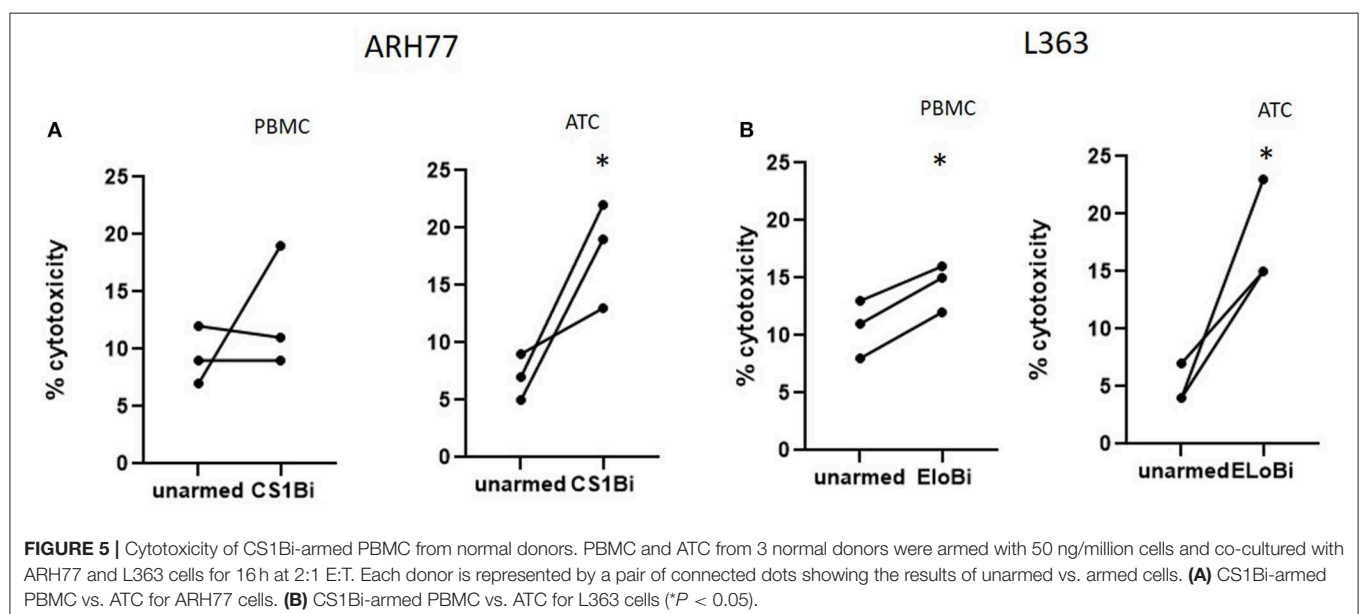 ARH77
L363
A
PBMC
% cytotoxicity
25
20
15
10
5
0
unarmed CS1Bi
ATC
*
% cytotoxicity
25
20
15
10
5
0
unarmed CS1Bi
B
PBMC
*
% cytotoxicity
25
20
15
10
5
0
unarmed EloBi
ATC
*
% cytotoxicity
25
20
15
10
5
0
unarmed ELoBi
FIGURE 5 | Cytotoxicity of CS1Bi-armed PBMC from normal donors. PBMC and ATC from 3 normal donors were armed with 50 ng/million cells and co-cultured with
ARH77 and L363 cells for 16 h at 2:1 E:T. Each donor is represented by a pair of connected dots showing the results of unarmed vs. armed cells. (A) CS1Bi-armed
PBMC vs. ATC for ARH77 cells. (B) CS1Bi-armed PBMC vs. ATC for L363 cells (*P < 0.05).